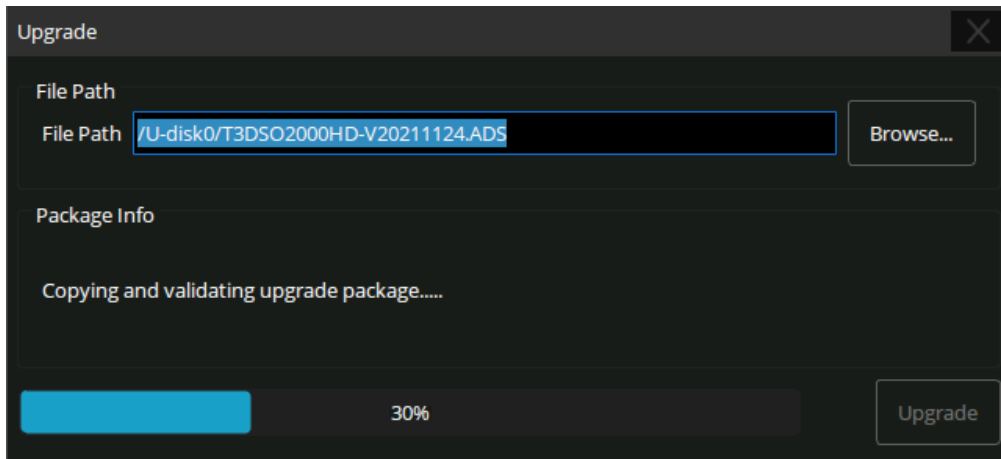 Upgrade
File Path
File Path /U-disk0/T3DSO2000HD-V20211124.ADS Browse...
Package Info
Copying and validating upgrade package.....
30% Upgrade